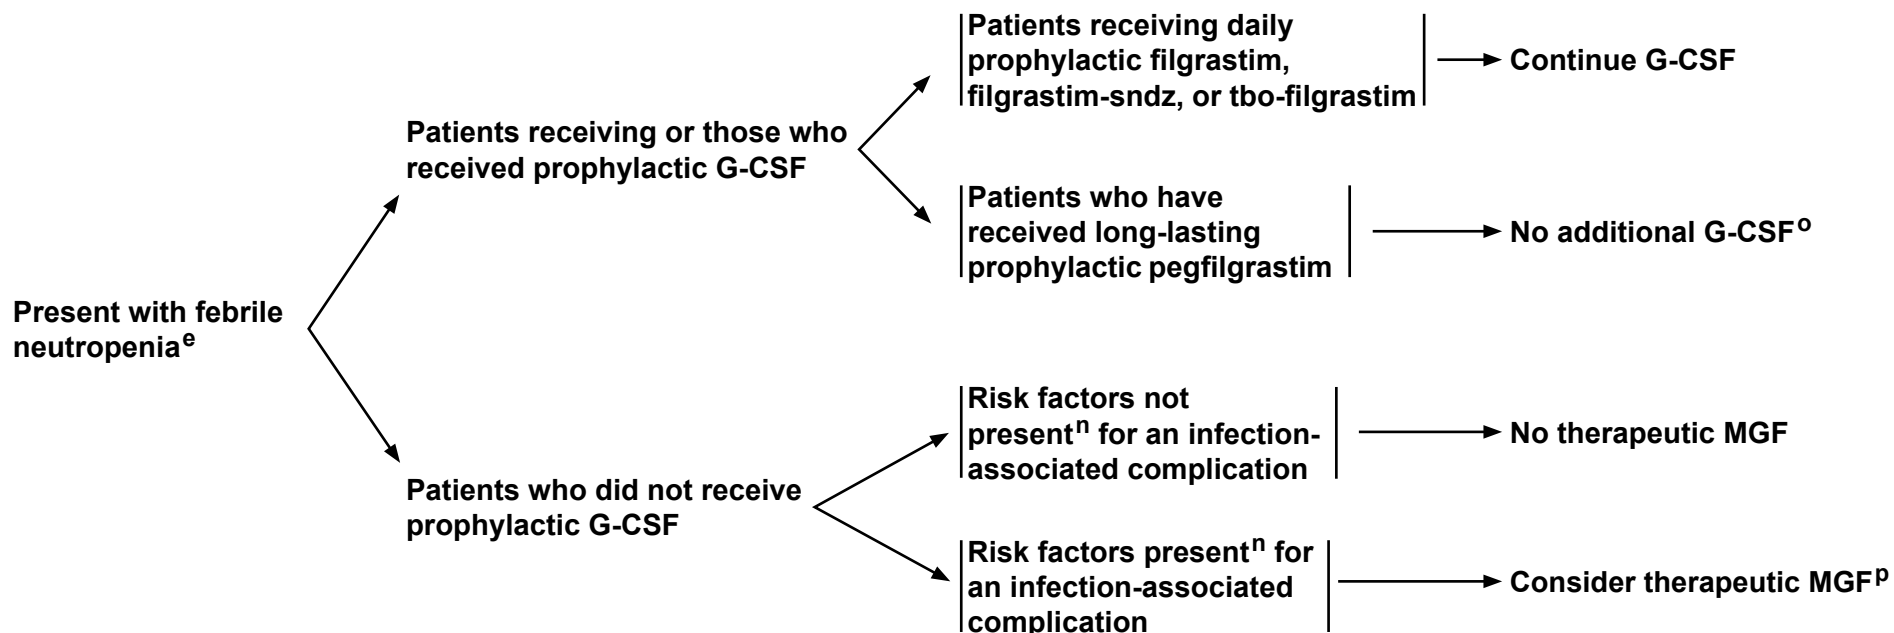 Present with febrile
neutropenia e
Patients receiving or those who
received prophylactic G-CSF
Patients receiving daily
prophylactic filgrastim,
filgrastim-sndz, or tbo-filgrastim
Continue G-CSF
Patients who have
received long-lasting
prophylactic pegfilgrastim
No additional G-CSF o
Patients who did not receive
prophylactic G-CSF
Risk factors not
present n for an infection-
associated complication
No therapeutic MGF
Risk factors present n for
an infection-associated
complication
Consider therapeutic MGF p